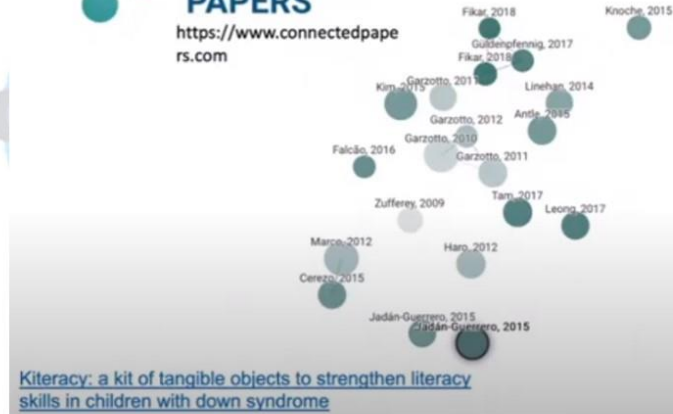 PAPERS
https://www.connectedpape
rs.com
Fikar, 2018
Knoche, 2015
Güldenpfennig, 2017
Fikar, 2018
Garzotto, 2011
Kim, 2015
Linehan, 2014
Garzotto, 2012
Antle, 2015
Garzotto, 2010
Falcão, 2016
Garzotto, 2011
Tam, 2017
Zufferey, 2009
Leong, 2017
Marco, 2012
Haro, 2012
Cerezo, 2015
Jadán-Guerrero, 2015
Jadán-Guerrero, 2015
Kiteracy: a kit of tangible objects to strengthen literacy
skills in children with down syndrome